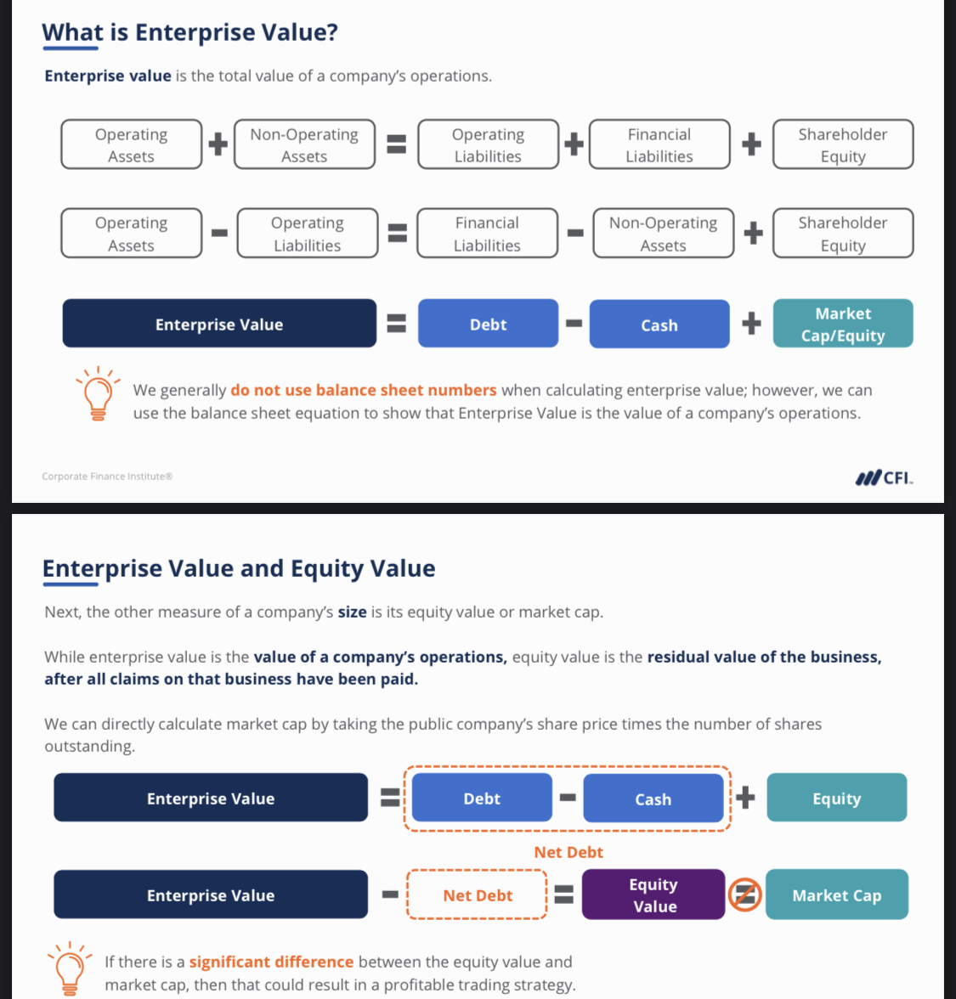 What is Enterprise Value?
Enterprise value is the total value of a company's operations.
Operating Assets + Non-Operating Assets = Operating Liabilities + Financial Liabilities + Shareholder Equity
Operating Assets - Operating Liabilities = Financial Liabilities - Non-Operating Assets + Shareholder Equity
Enterprise Value = Debt - Cash + Market Cap/Equity
We generally do not use balance sheet numbers when calculating enterprise value; however, we can
use the balance sheet equation to show that Enterprise Value is the value of a company's operations.
Corporate Finance Institute®
CFI™
Enterprise Value and Equity Value
Next, the other measure of a company's size is its equity value or market cap.
While enterprise value is the value of a company's operations, equity value is the residual value of the business,
after all claims on that business have been paid.
We can directly calculate market cap by taking the public company's share price times the number of shares
outstanding.
Enterprise Value = Debt - Cash + Equity
Net Debt
Enterprise Value - Net Debt = Equity Value = Market Cap
If there is a significant difference between the equity value and
market cap, then that could result in a profitable trading strategy.